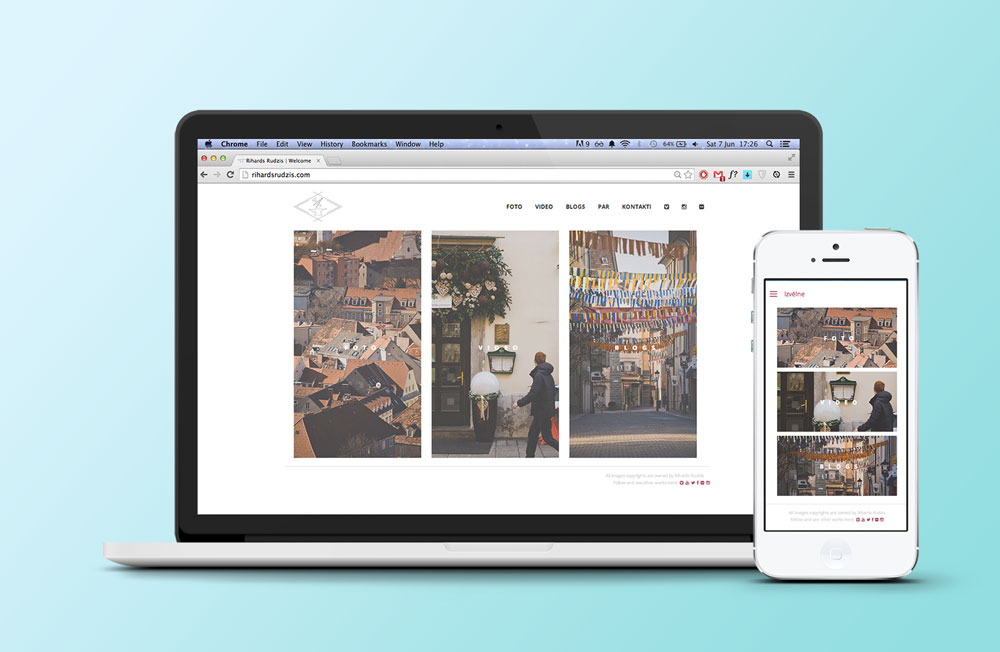 Chrome File Edit View History Bookmarks Window Help 9 64% Sat 7 Jun 17:26
Rihards Rudzis | Welcome
rihardsrudzis.com f?
FOTO VIDEO BLOGS PAR KONTAKTI
FOTO VIDEO BLOGS
All images copyrights are owned by Rihards Rudzis
Follow and see other works here:
Izvēlne
FOTO
VIDEO
BLOGS
All images copyrights are owned by Rihards Rudzis
Follow and see other works here: